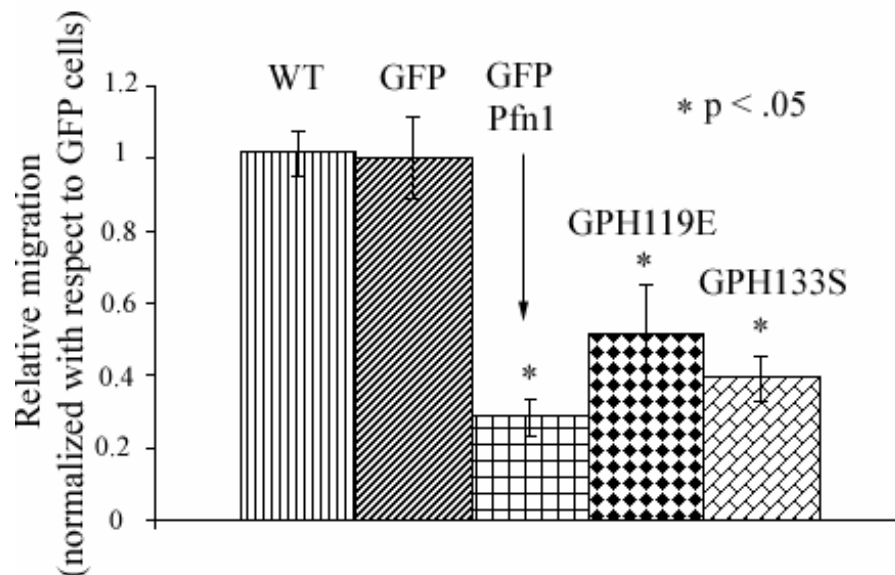 Relative migration
(normalized with respect to GFP cells)
1.2
1
0.8
0.6
0.4
0.2
0
WT
GFP
GFP
Pfn1
* p < .05
GPH119E
*
GPH133S
*
*